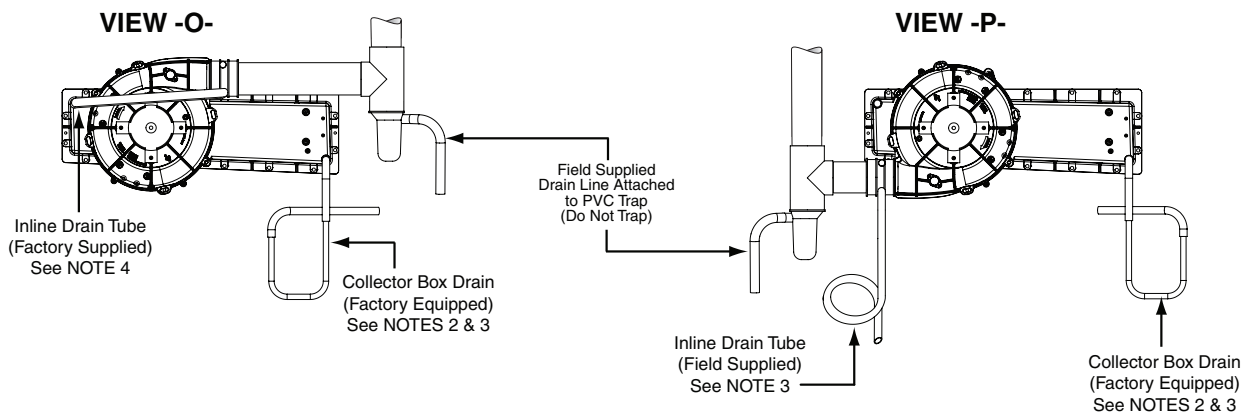 VIEW -O-
VIEW -P-
Field Supplied
Drain Line Attached
to PVC Trap
(Do Not Trap)
Inline Drain Tube
(Factory Supplied)
See NOTE 4
Collector Box Drain
(Factory Equipped)
See NOTES 2 & 3
Inline Drain Tube
(Field Supplied)
See NOTE 3
Collector Box Drain
(Factory Equipped)
See NOTES 2 & 3